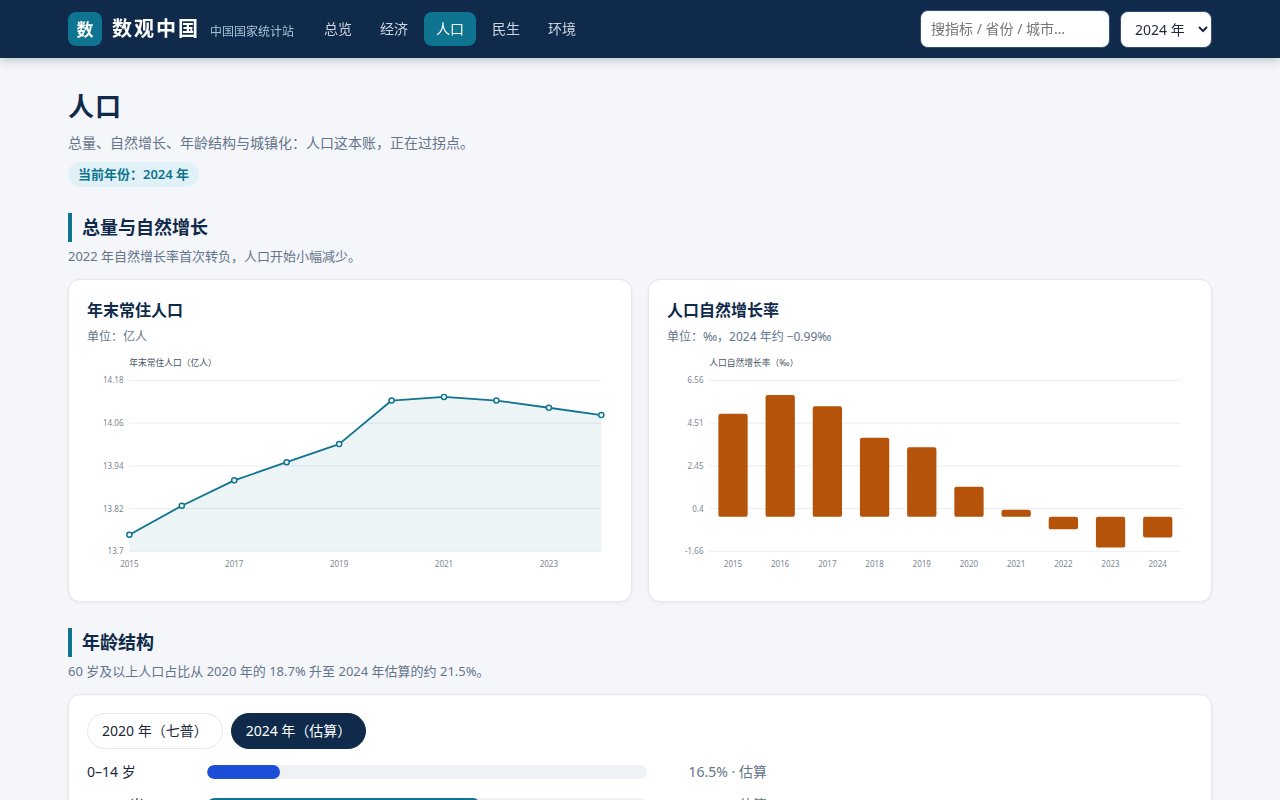 数 数观中国 中国国家统计站 总览 经济 人口 民生 环境 搜指标 / 省份 / 城市... 2024 年
人口
总量、自然增长、年龄结构与城镇化：人口这本账，正在过拐点。
当前年份：2024 年
总量与自然增长
2022 年自然增长率首次转负，人口开始小幅减少。
年末常住人口
单位：亿人
年末常住人口（亿人）
14.18
14.06
13.94
13.82
13.7
2015 2017 2019 2021 2023
人口自然增长率
单位：‰，2024 年约 −0.99‰
人口自然增长率（‰）
6.56
4.51
2.45
0.4
-1.66
2015 2016 2017 2018 2019 2020 2021 2022 2023 2024
年龄结构
60 岁及以上人口占比从 2020 年的 18.7% 升至 2024 年估算的约 21.5%。
2020 年（七普） 2024 年（估算）
0–14 岁 16.5% · 估算